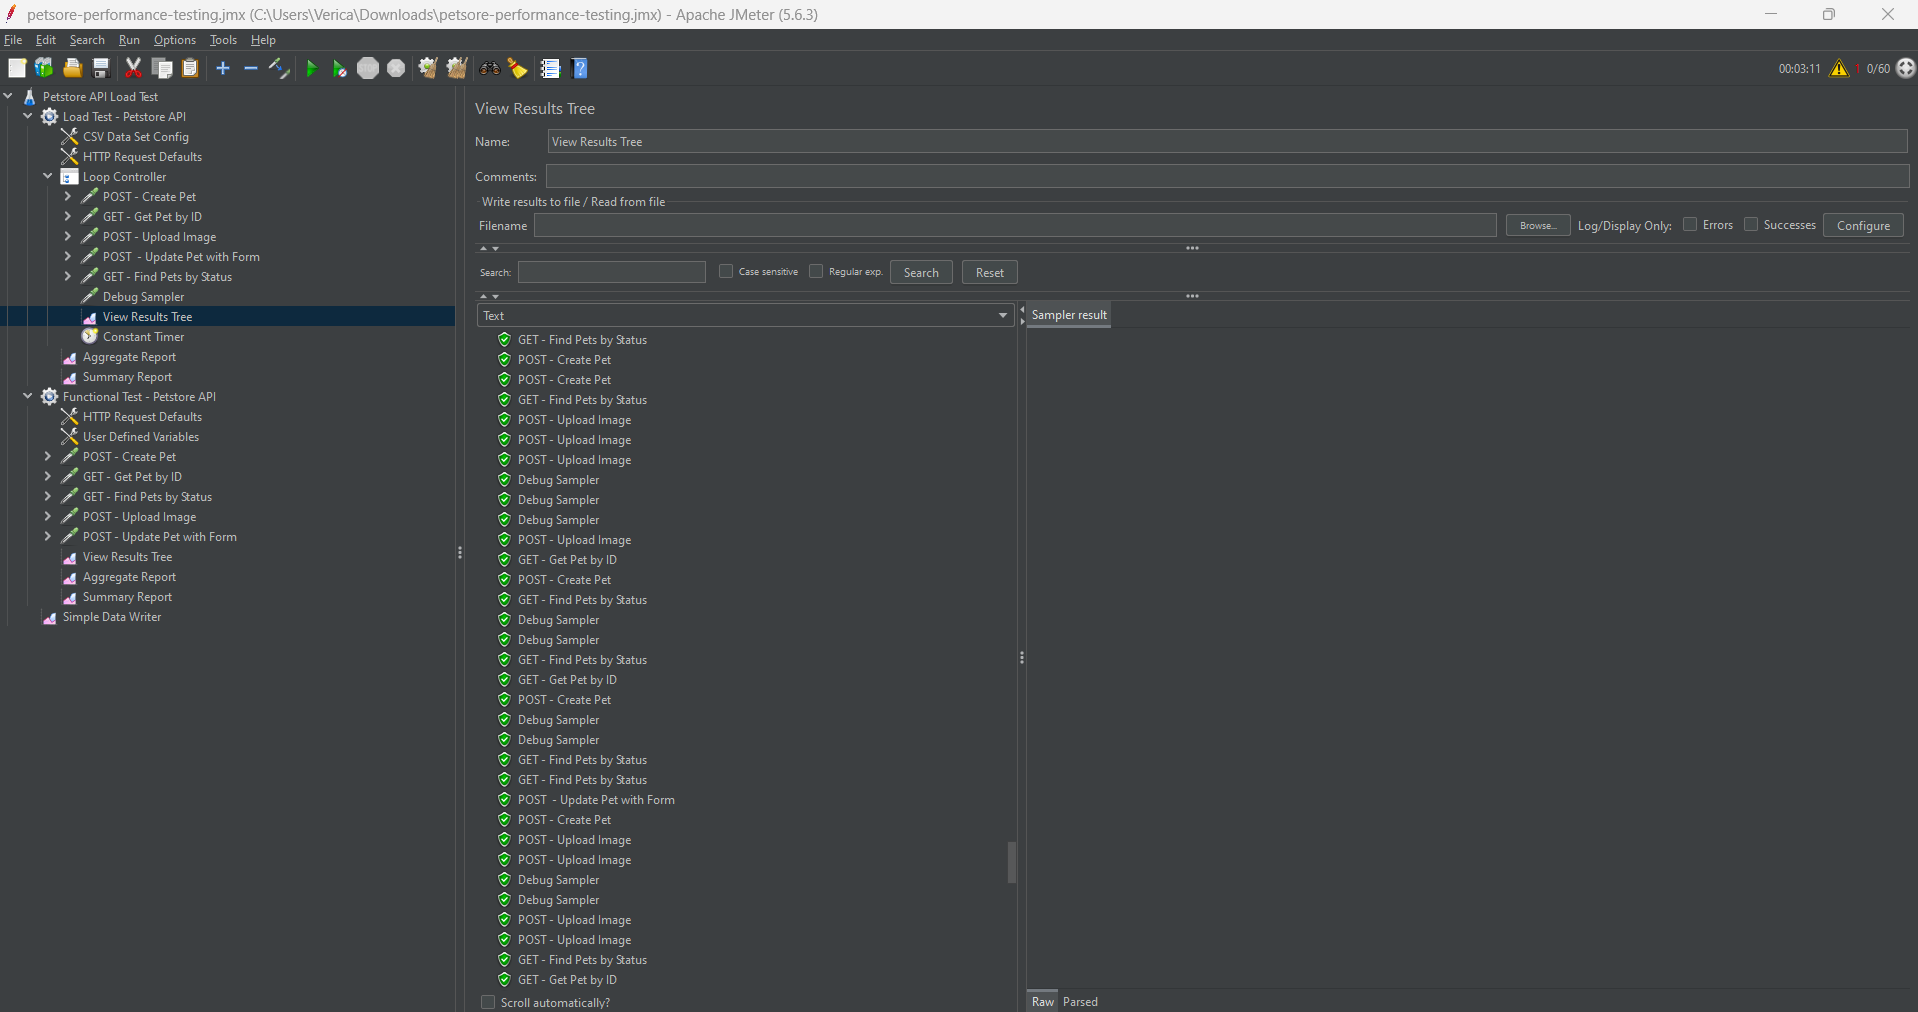 petsore-performance-testing.jmx (C:\Users\Verica\Downloads\petsore-performance-testing.jmx) - Apache JMeter (5.6.3)
File Edit Search Run Options Tools Help
00:03:11 1 0/60
Petstore API Load Test
Load Test - Petstore API
CSV Data Set Config
HTTP Request Defaults
Loop Controller
POST - Create Pet
GET - Get Pet by ID
POST - Upload Image
POST  - Update Pet with Form
GET - Find Pets by Status
Debug Sampler
View Results Tree
Constant Timer
Aggregate Report
Summary Report
Functional Test - Petstore API
HTTP Request Defaults
User Defined Variables
POST - Create Pet
GET - Get Pet by ID
GET - Find Pets by Status
POST - Upload Image
POST - Update Pet with Form
View Results Tree
Aggregate Report
Summary Report
Simple Data Writer
View Results Tree
Name: View Results Tree
Comments:
Write results to file / Read from file
Filename Browse... Log/Display Only: Errors Successes Configure
Search: Case sensitive Regular exp. Search Reset
Text
GET - Find Pets by Status
POST - Create Pet
POST - Create Pet
GET - Find Pets by Status
POST - Upload Image
POST - Upload Image
POST - Upload Image
Debug Sampler
Debug Sampler
Debug Sampler
POST - Upload Image
GET - Get Pet by ID
POST - Create Pet
GET - Find Pets by Status
Debug Sampler
Debug Sampler
GET - Find Pets by Status
GET - Get Pet by ID
POST - Create Pet
Debug Sampler
Debug Sampler
GET - Find Pets by Status
GET - Find Pets by Status
POST  - Update Pet with Form
POST - Create Pet
POST - Upload Image
POST - Upload Image
Debug Sampler
Debug Sampler
POST - Upload Image
POST - Upload Image
GET - Find Pets by Status
GET - Get Pet by ID
Scroll automatically?
Sampler result
Raw Parsed